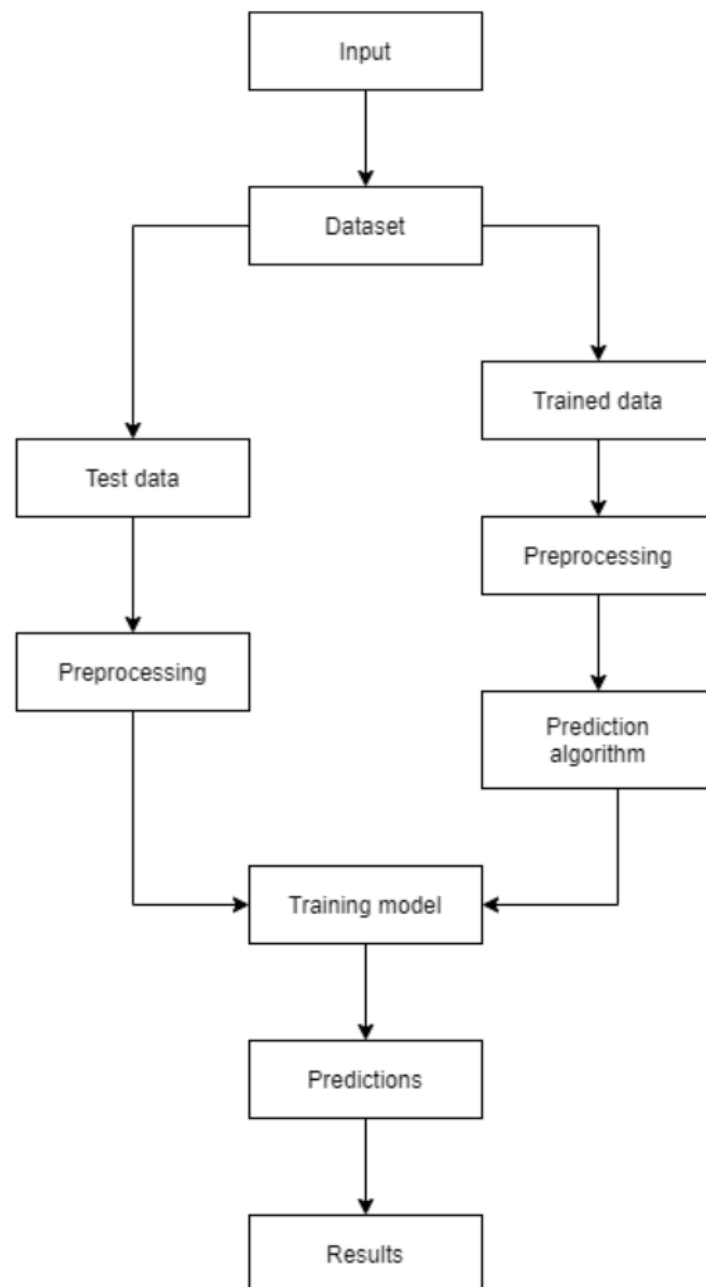 Input
Dataset
Trained data
Test data
Preprocessing
Preprocessing
Prediction
algorithm
Training model
Predictions
Results